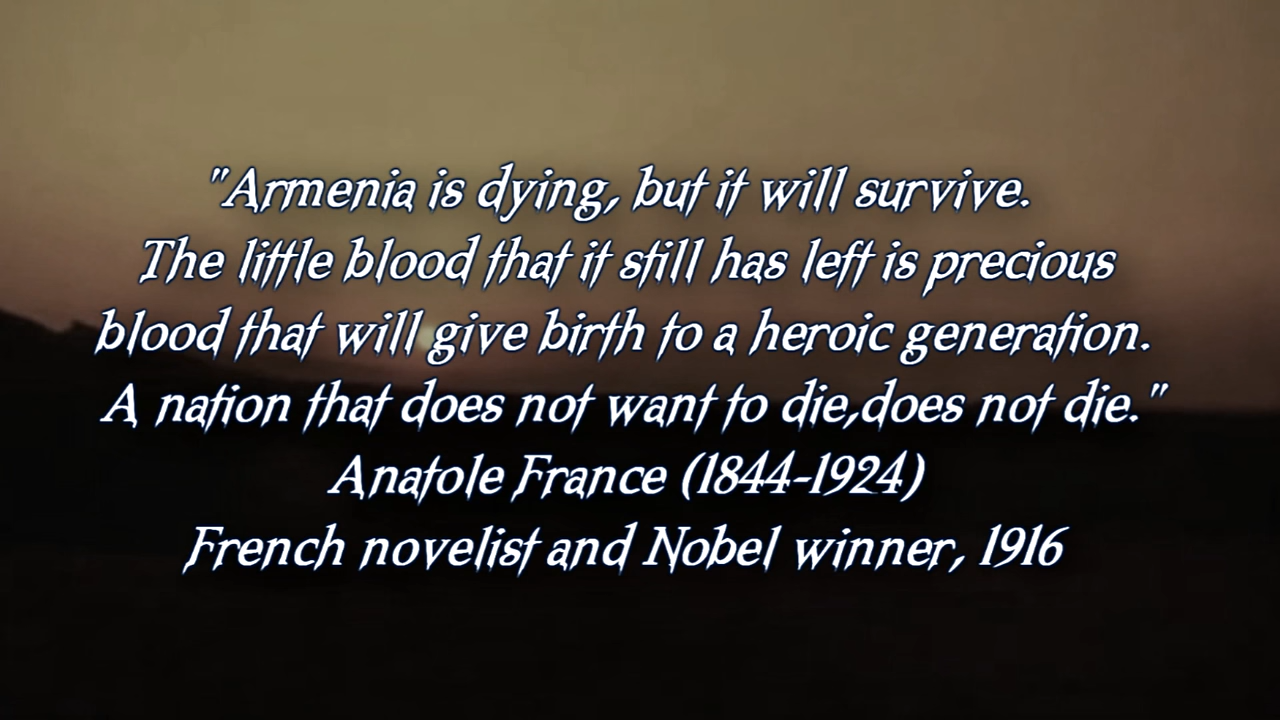 "Armenia is dying, but it will survive.
The little blood that it still has left is precious
blood that will give birth to a heroic generation.
A nation that does not want to die,does not die."
Anatole France (1844-1924)
French novelist and Nobel winner, 1916